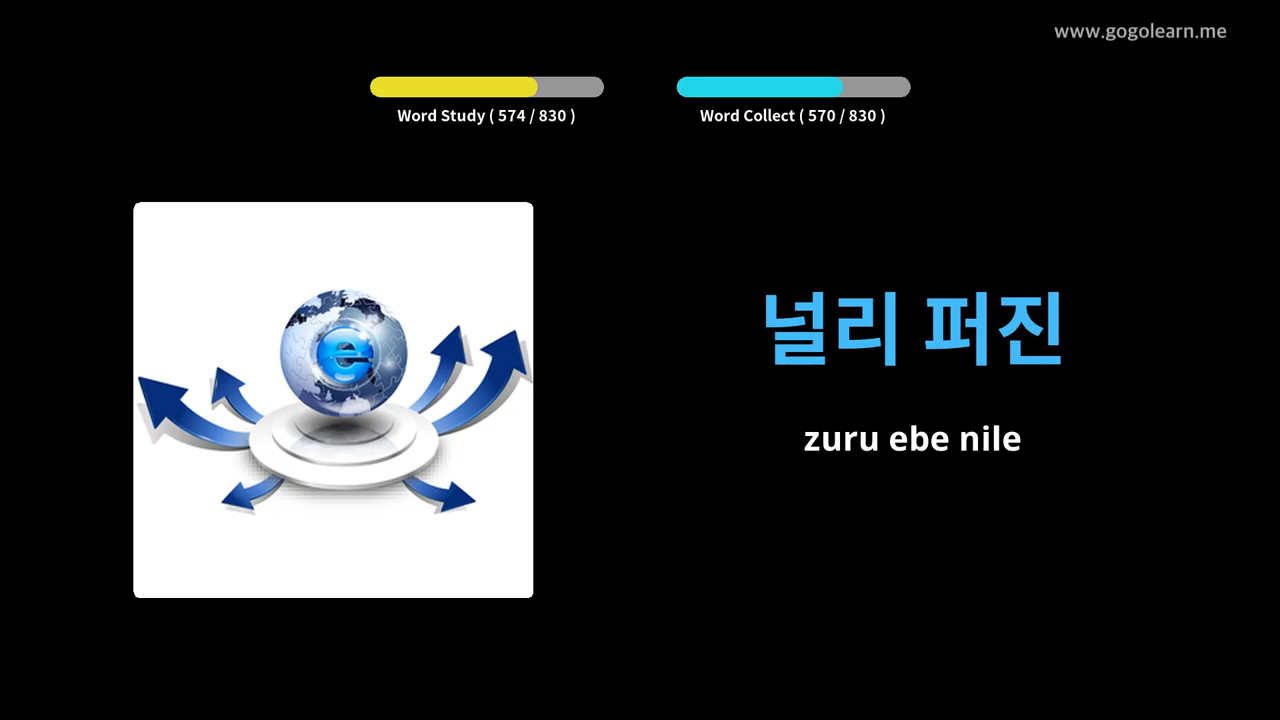 www.gogolearn.me
Word Study ( 574 / 830 )
Word Collect ( 570 / 830 )
e
널리 퍼진
zuru ebe nile